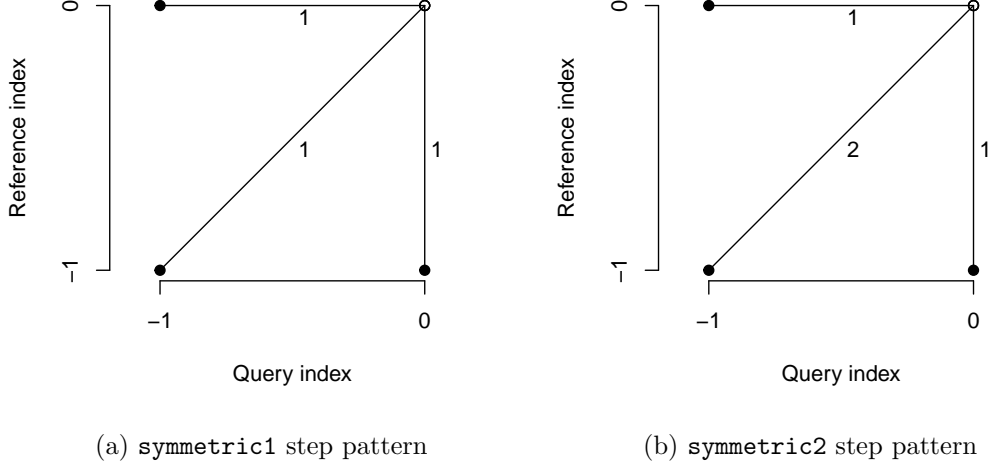 0
−1
Reference index
1
1
1
−1
0
Query index
(a) symmetric1 step pattern
0
−1
Reference index
1
2
1
−1
0
Query index
(b) symmetric2 step pattern